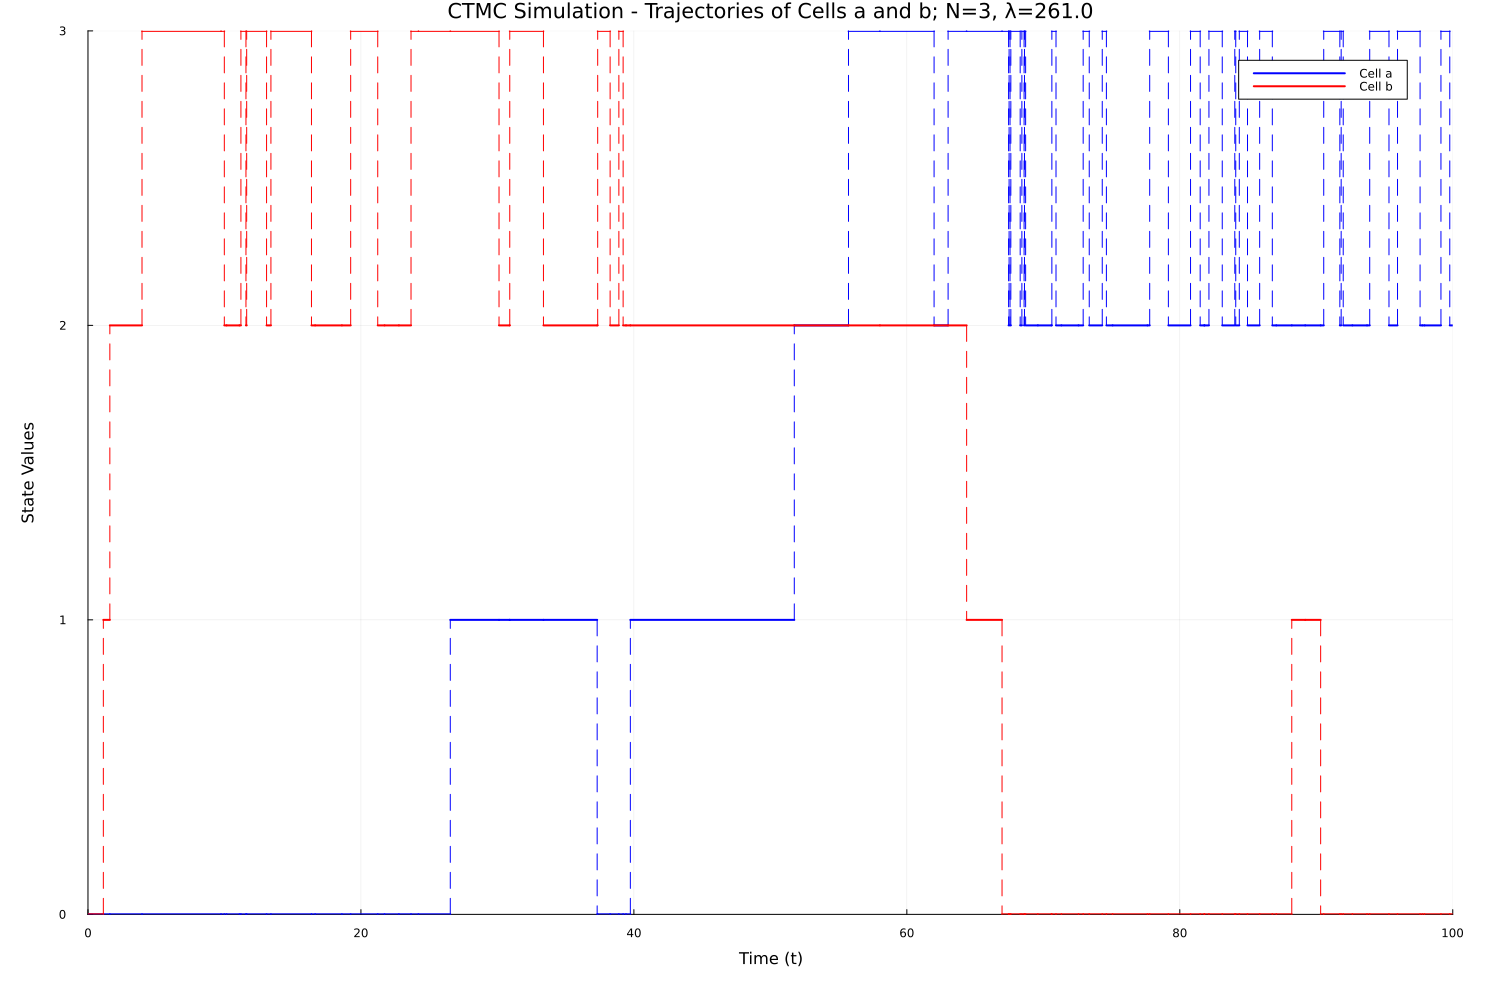 CTMC Simulation - Trajectories of Cells a and b; N=3, λ=261.0
3
Cell a
Cell b
2
State Values
1
0
0 20 40 60 80 100
Time (t)